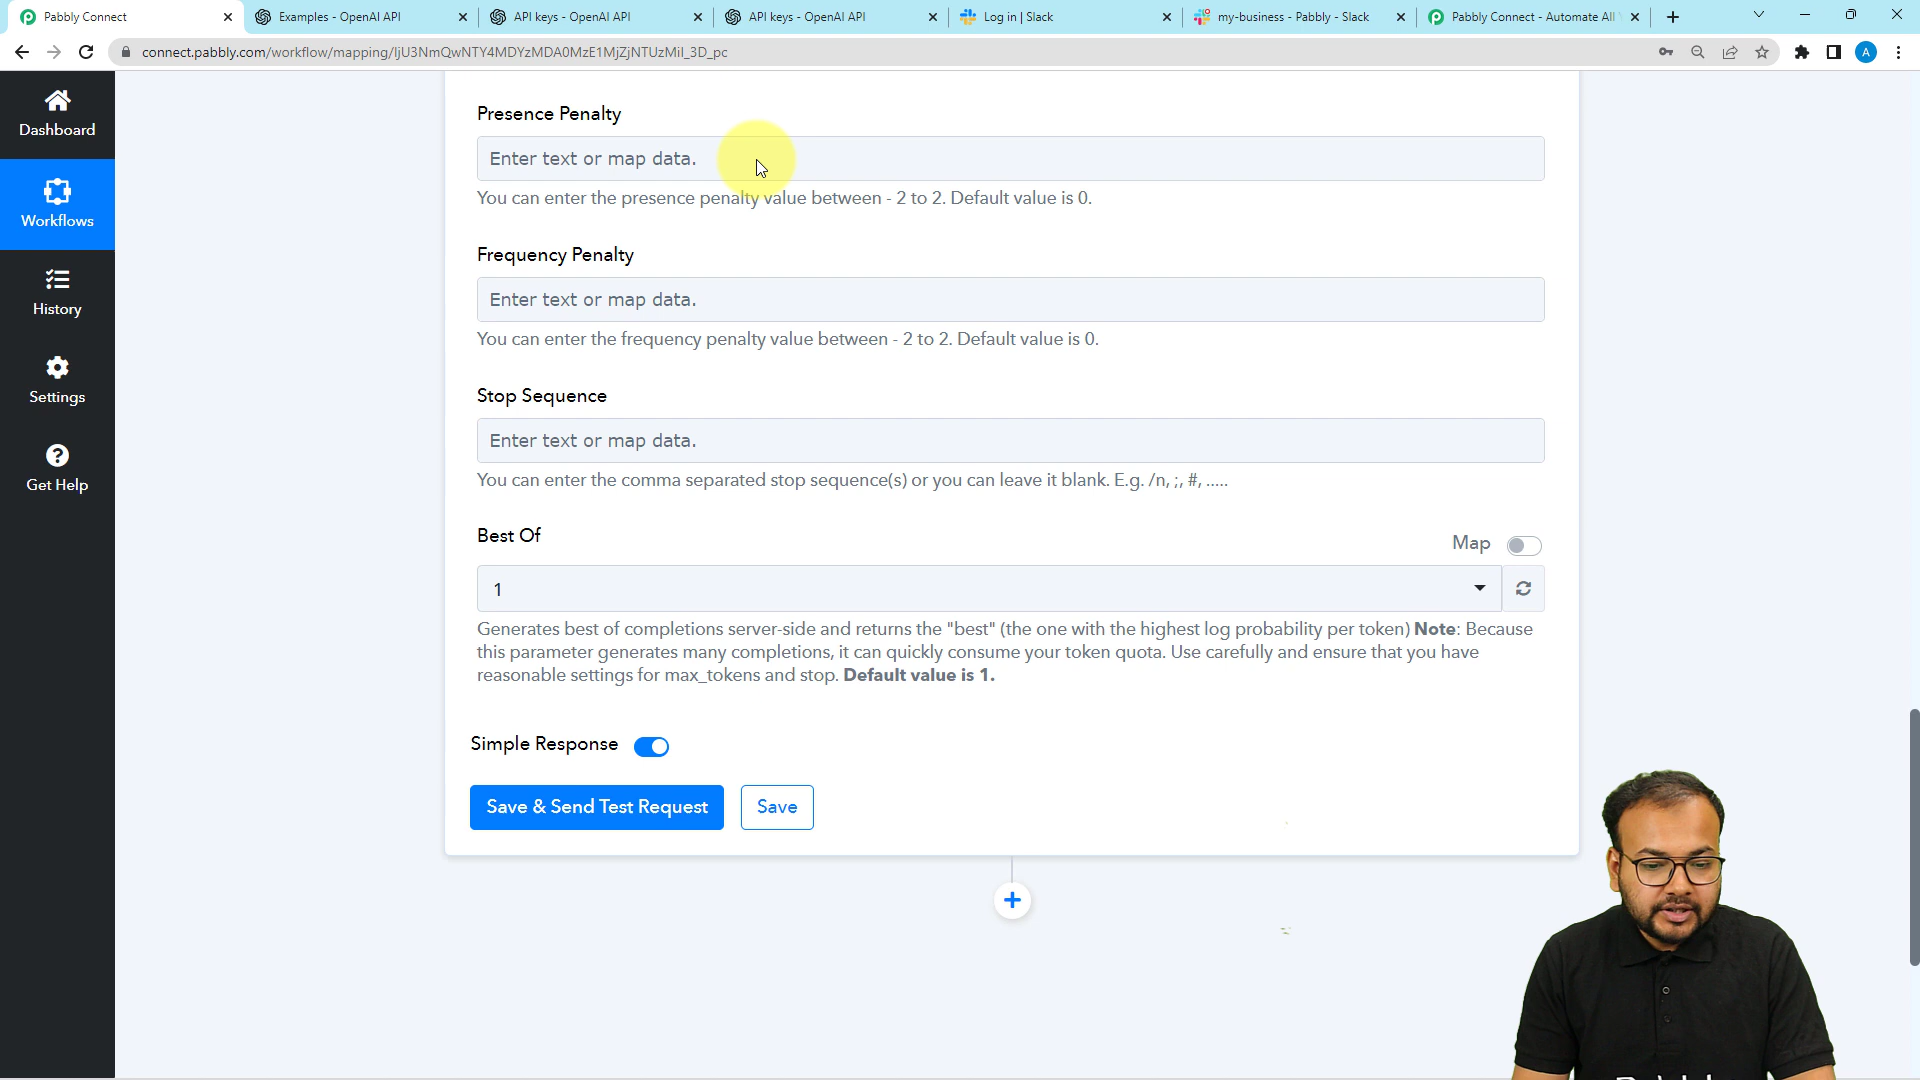 Pabbly Connect
Examples - OpenAI API
API keys - OpenAI API
API keys - OpenAI API
Log in | Slack
my-business - Pabbly - Slack
Pabbly Connect - Automate All
connect.pabbly.com/workflow/mapping/IjU3NmQwNTY4MDYzMDA0MzE1MjZjNTUzMiI_3D_pc
A
Dashboard
Workflows
History
Settings
Get Help
Presence Penalty
Enter text or map data.
You can enter the presence penalty value between - 2 to 2. Default value is 0.
Frequency Penalty
Enter text or map data.
You can enter the frequency penalty value between - 2 to 2. Default value is 0.
Stop Sequence
Enter text or map data.
You can enter the comma separated stop sequence(s) or you can leave it blank. E.g. /n, ;, #, .....
Best Of
Map
1
Generates best of completions server-side and returns the "best" (the one with the highest log probability per token) Note: Because
this parameter generates many completions, it can quickly consume your token quota. Use carefully and ensure that you have
reasonable settings for max_tokens and stop. Default value is 1.
Simple Response
Save & Send Test Request
Save